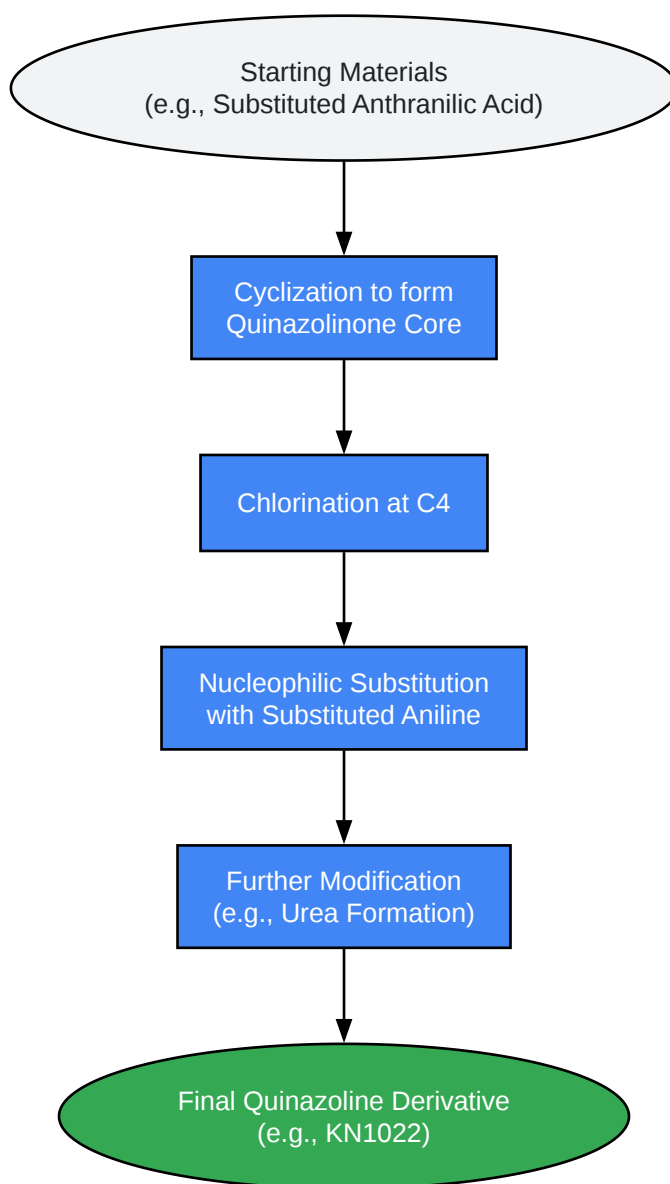 Starting Materials
(e.g., Substituted Anthranilic Acid)
Cyclization to form
Quinazolinone Core
Chlorination at C4
Nucleophilic Substitution
with Substituted Aniline
Further Modification
(e.g., Urea Formation)
Final Quinazoline Derivative
(e.g., KN1022)